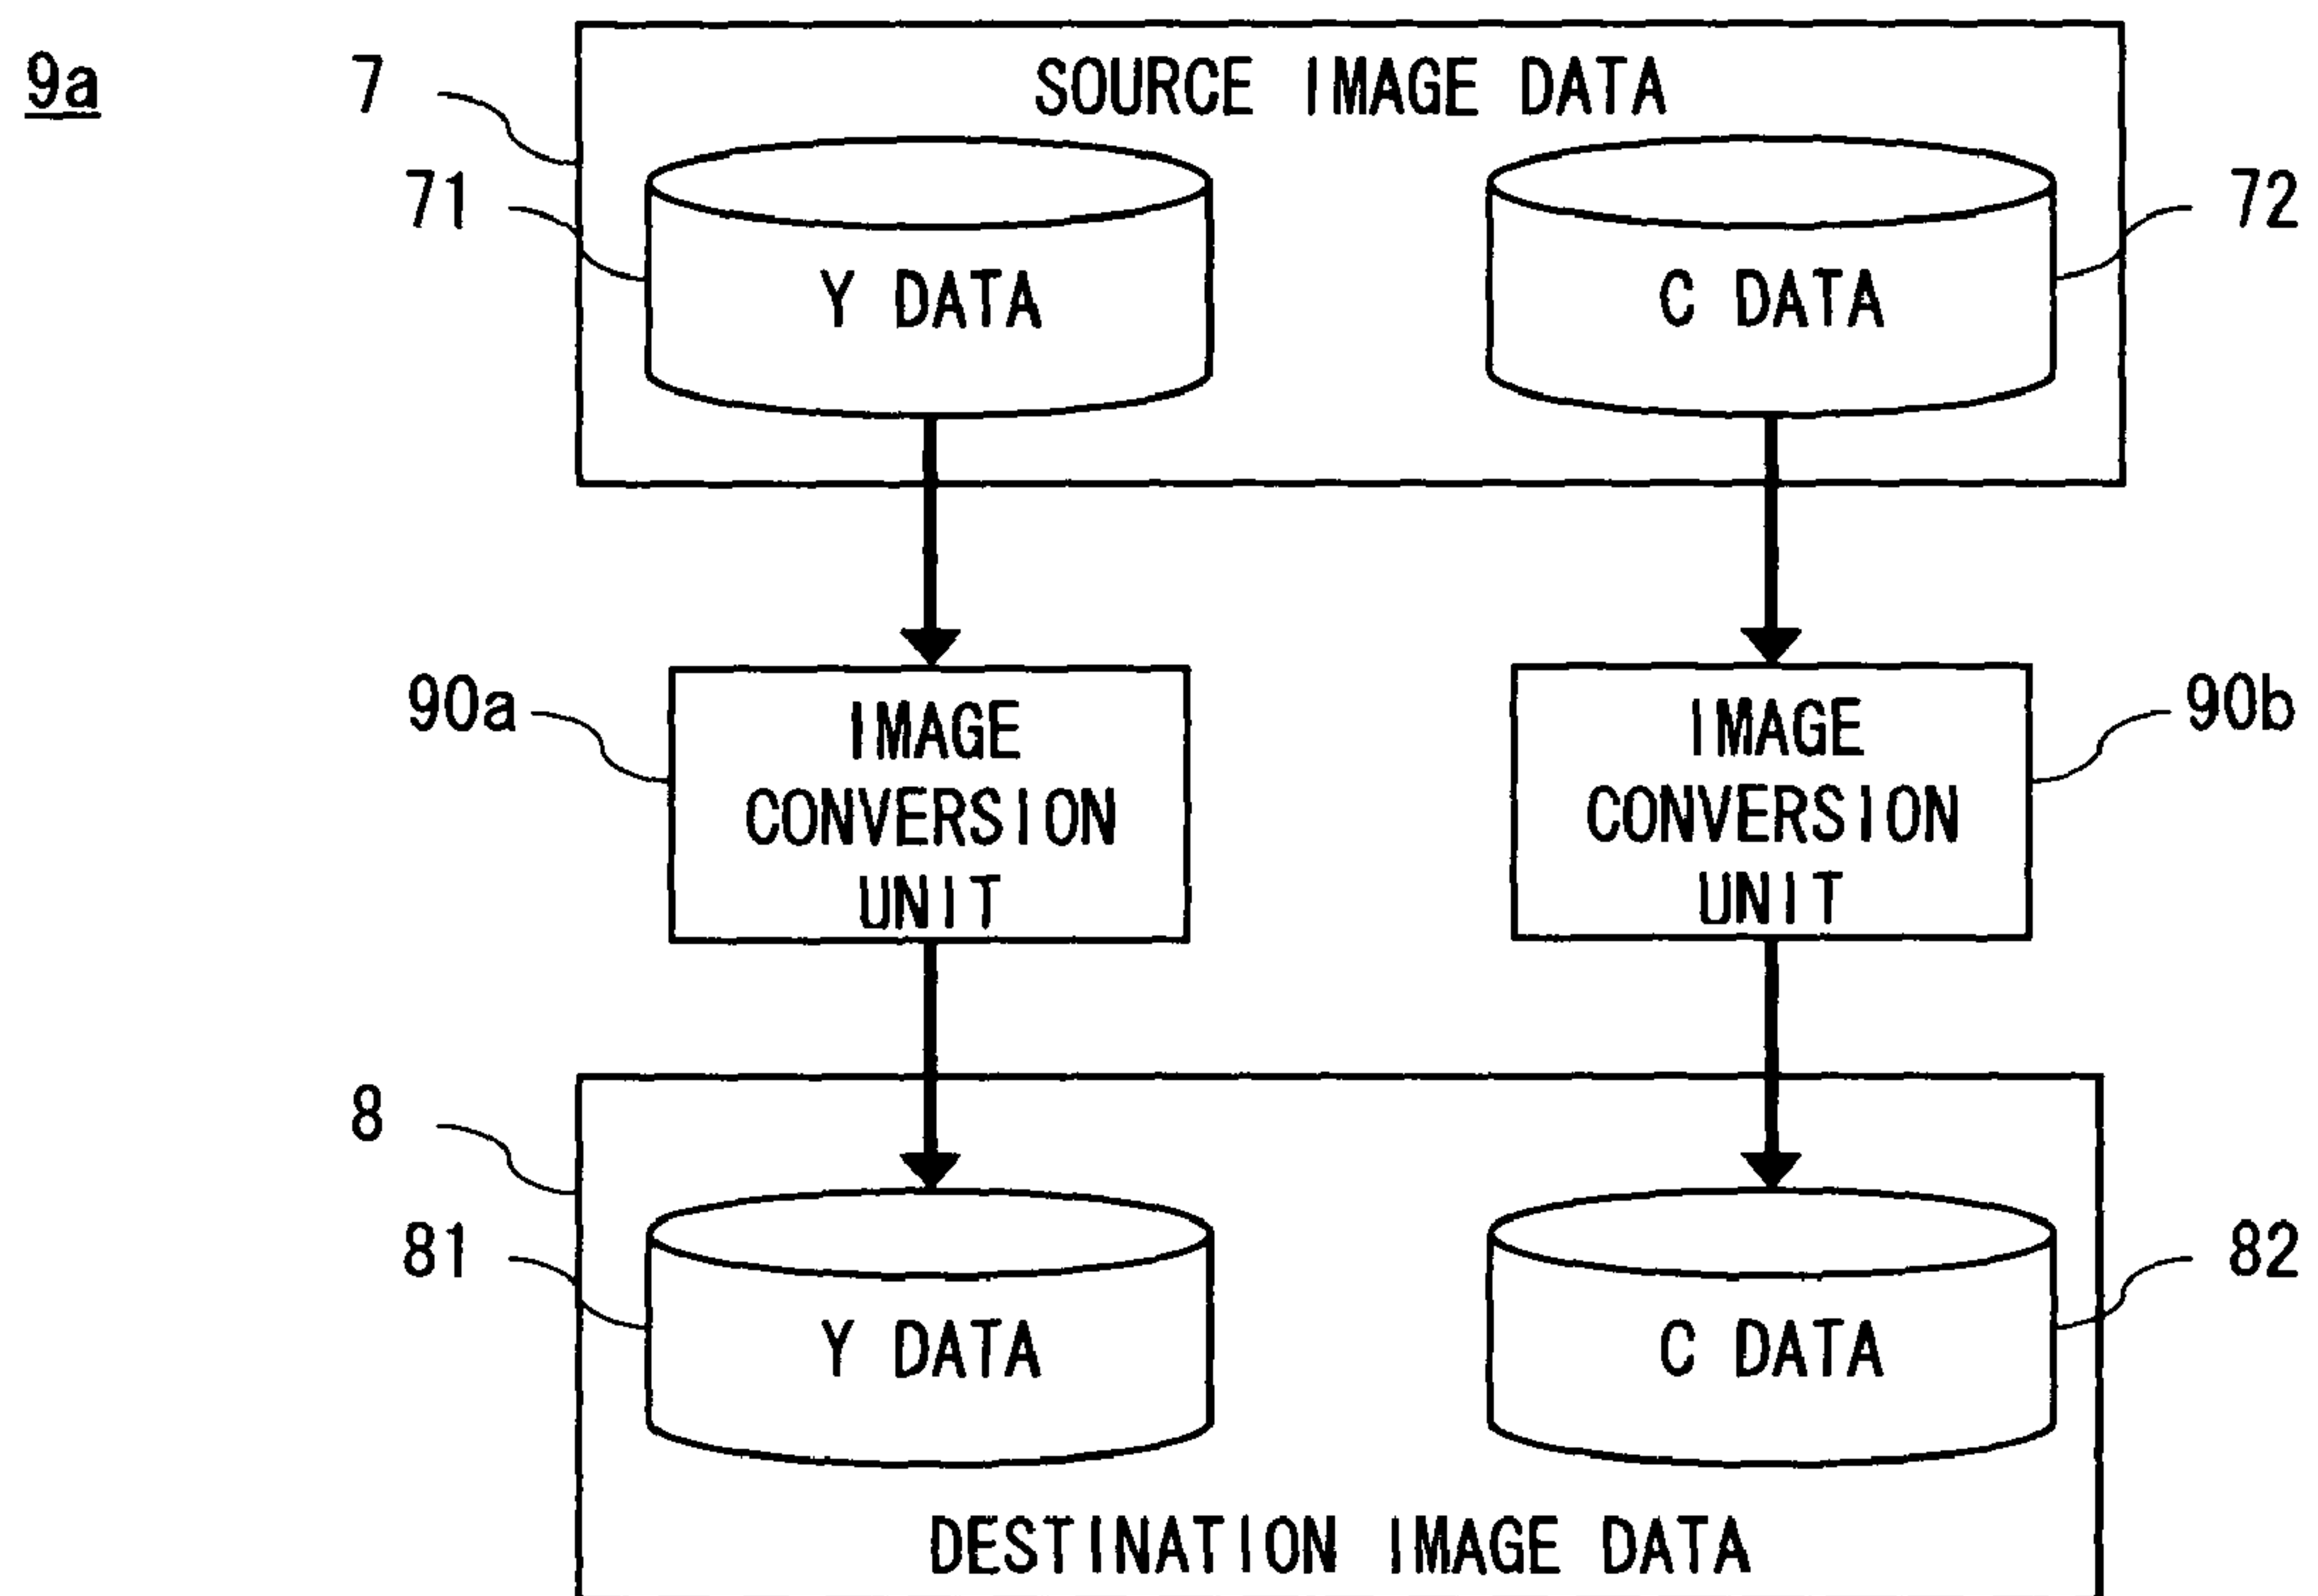 9a
7
SOURCE IMAGE DATA
71
72
Y DATA
C DATA
90a
90b
IMAGE
CONVERSION
UNIT
IMAGE
CONVERSION
UNIT
8
81
82
Y DATA
C DATA
DESTINATION IMAGE DATA